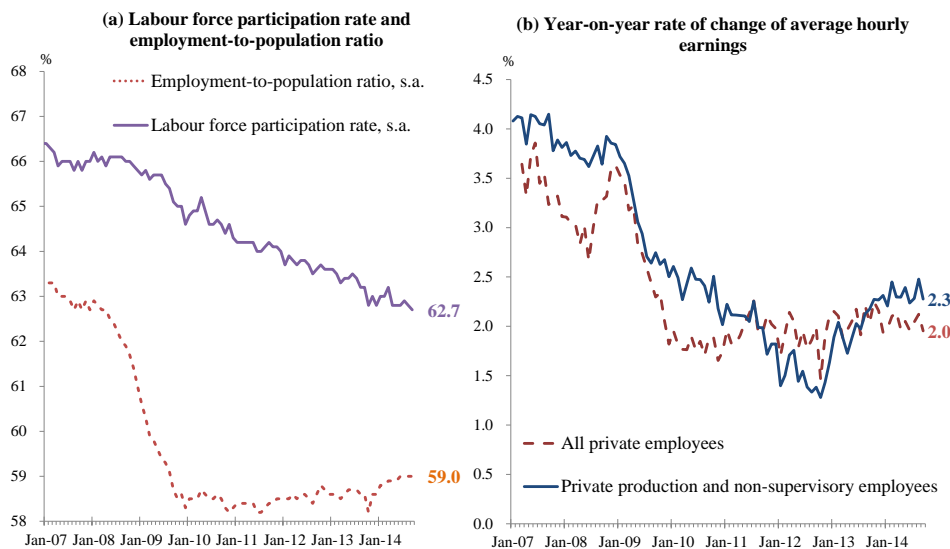 (a) Labour force participation rate and
employment-to-population ratio
%
68
67
66
65
64
63
62
61
60
59
58
Employment-to-population ratio, s.a.
Labour force participation rate, s.a.
62.7
59.0
Jan-07 Jan-08 Jan-09 Jan-10 Jan-11 Jan-12 Jan-13 Jan-14
(b) Year-on-year rate of change of average hourly
earnings
%
4.5
4.0
3.5
3.0
2.5
2.0
1.5
1.0
0.5
0.0
2.3
2.0
All private employees
Private production and non-supervisory employees
Jan-07 Jan-08 Jan-09 Jan-10 Jan-11 Jan-12 Jan-13 Jan-14